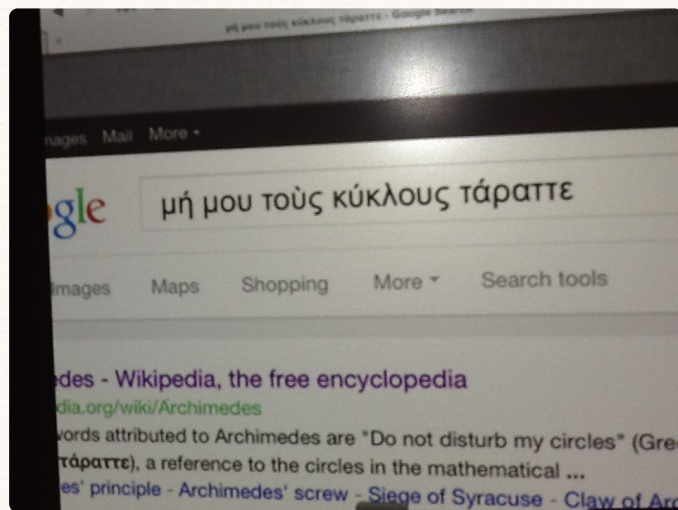 μή μου τοὺς κύκλους τάραττε - Google Search
mages Mail More
gle
μή μου τοὺς κύκλους τάραττε
Images Maps Shopping More Search tools
edes - Wikipedia, the free encyclopedia
dia.org/wiki/Archimedes
words attributed to Archimedes are "Do not disturb my circles" (Gre
τάραττε), a reference to the circles in the mathematical ...
es' principle - Archimedes' screw - Siege of Syracuse - Claw of Arc